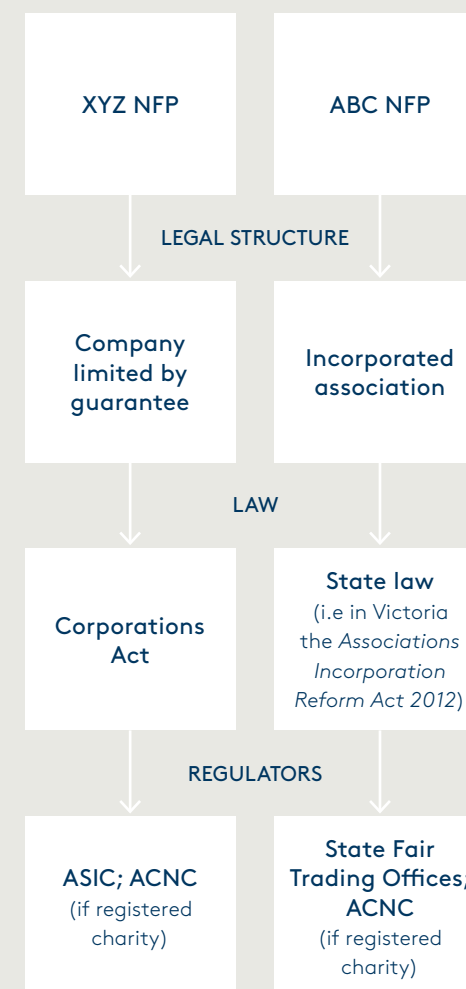 XYZ NFP
ABC NFP
LEGAL STRUCTURE
Company
limited by
guarantee
Incorporated
association
LAW
Corporations
Act
State law
(i.e in Victoria
the Associations
Incorporation
Reform Act 2012)
REGULATORS
ASIC; ACNC
(if registered
charity)
State Fair
Trading Offices;
ACNC
(if registered
charity)